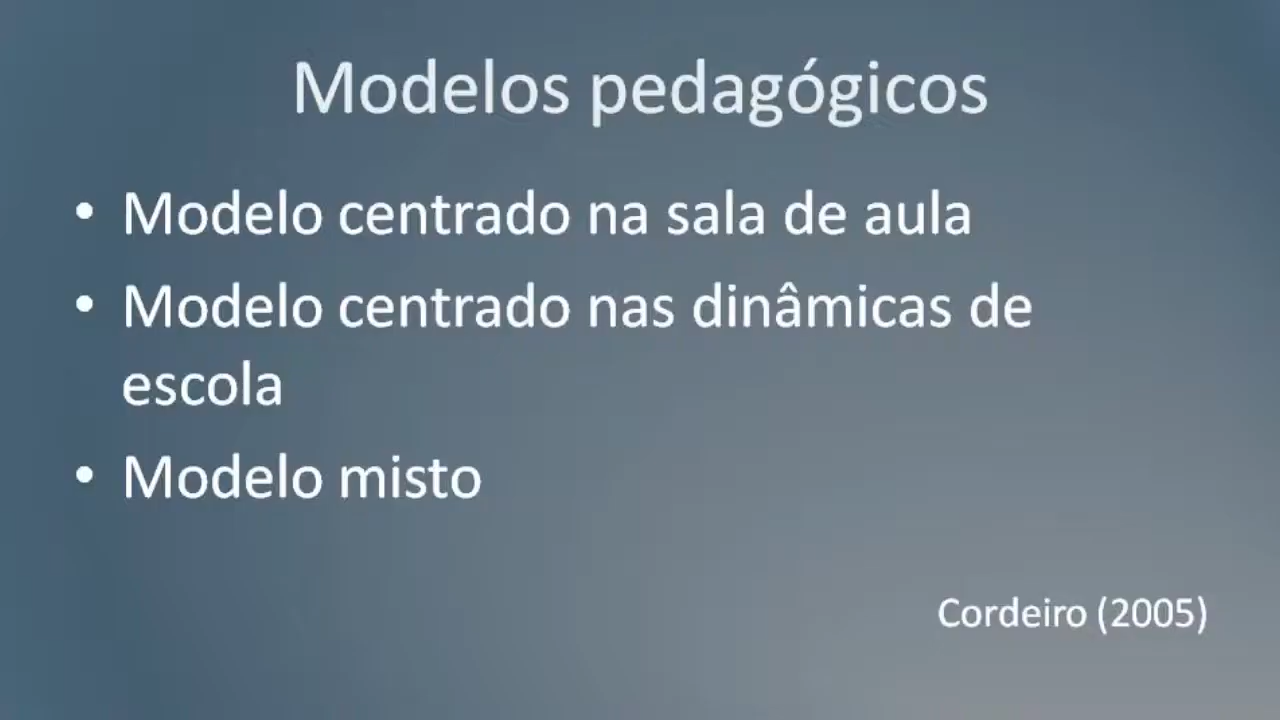 Modelos pedagógicos
• Modelo centrado na sala de aula
• Modelo centrado nas dinâmicas de
escola
• Modelo misto
Cordeiro (2005)